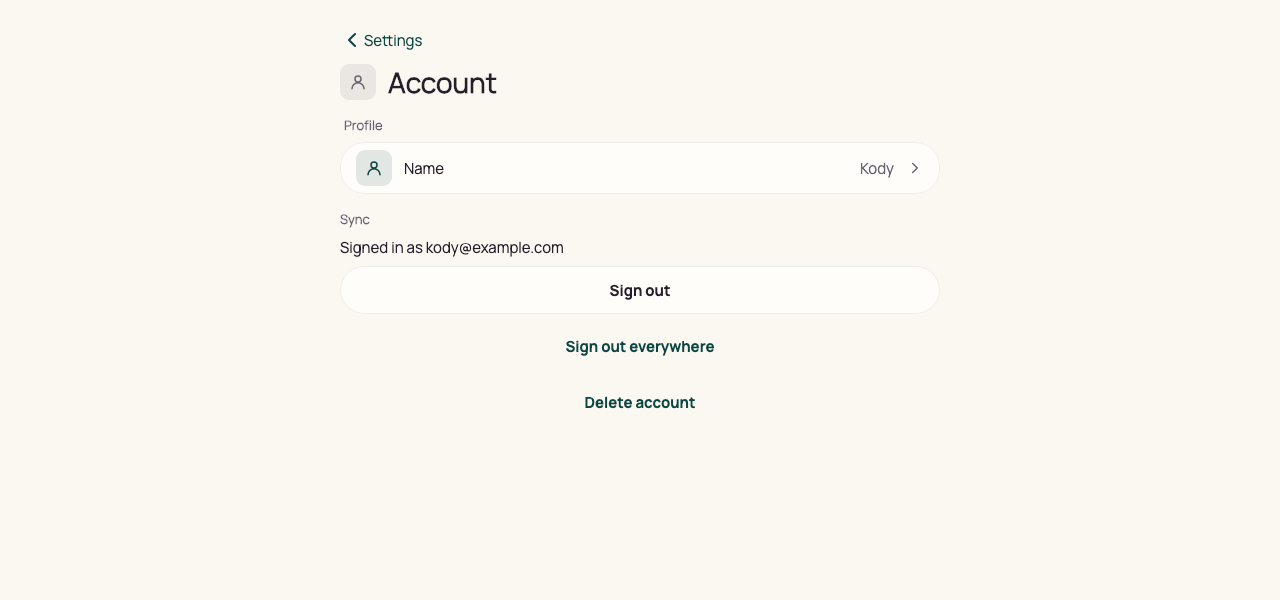 Settings
Account
Profile
Name Kody
Sync
Signed in as kody@example.com
Sign out
Sign out everywhere
Delete account